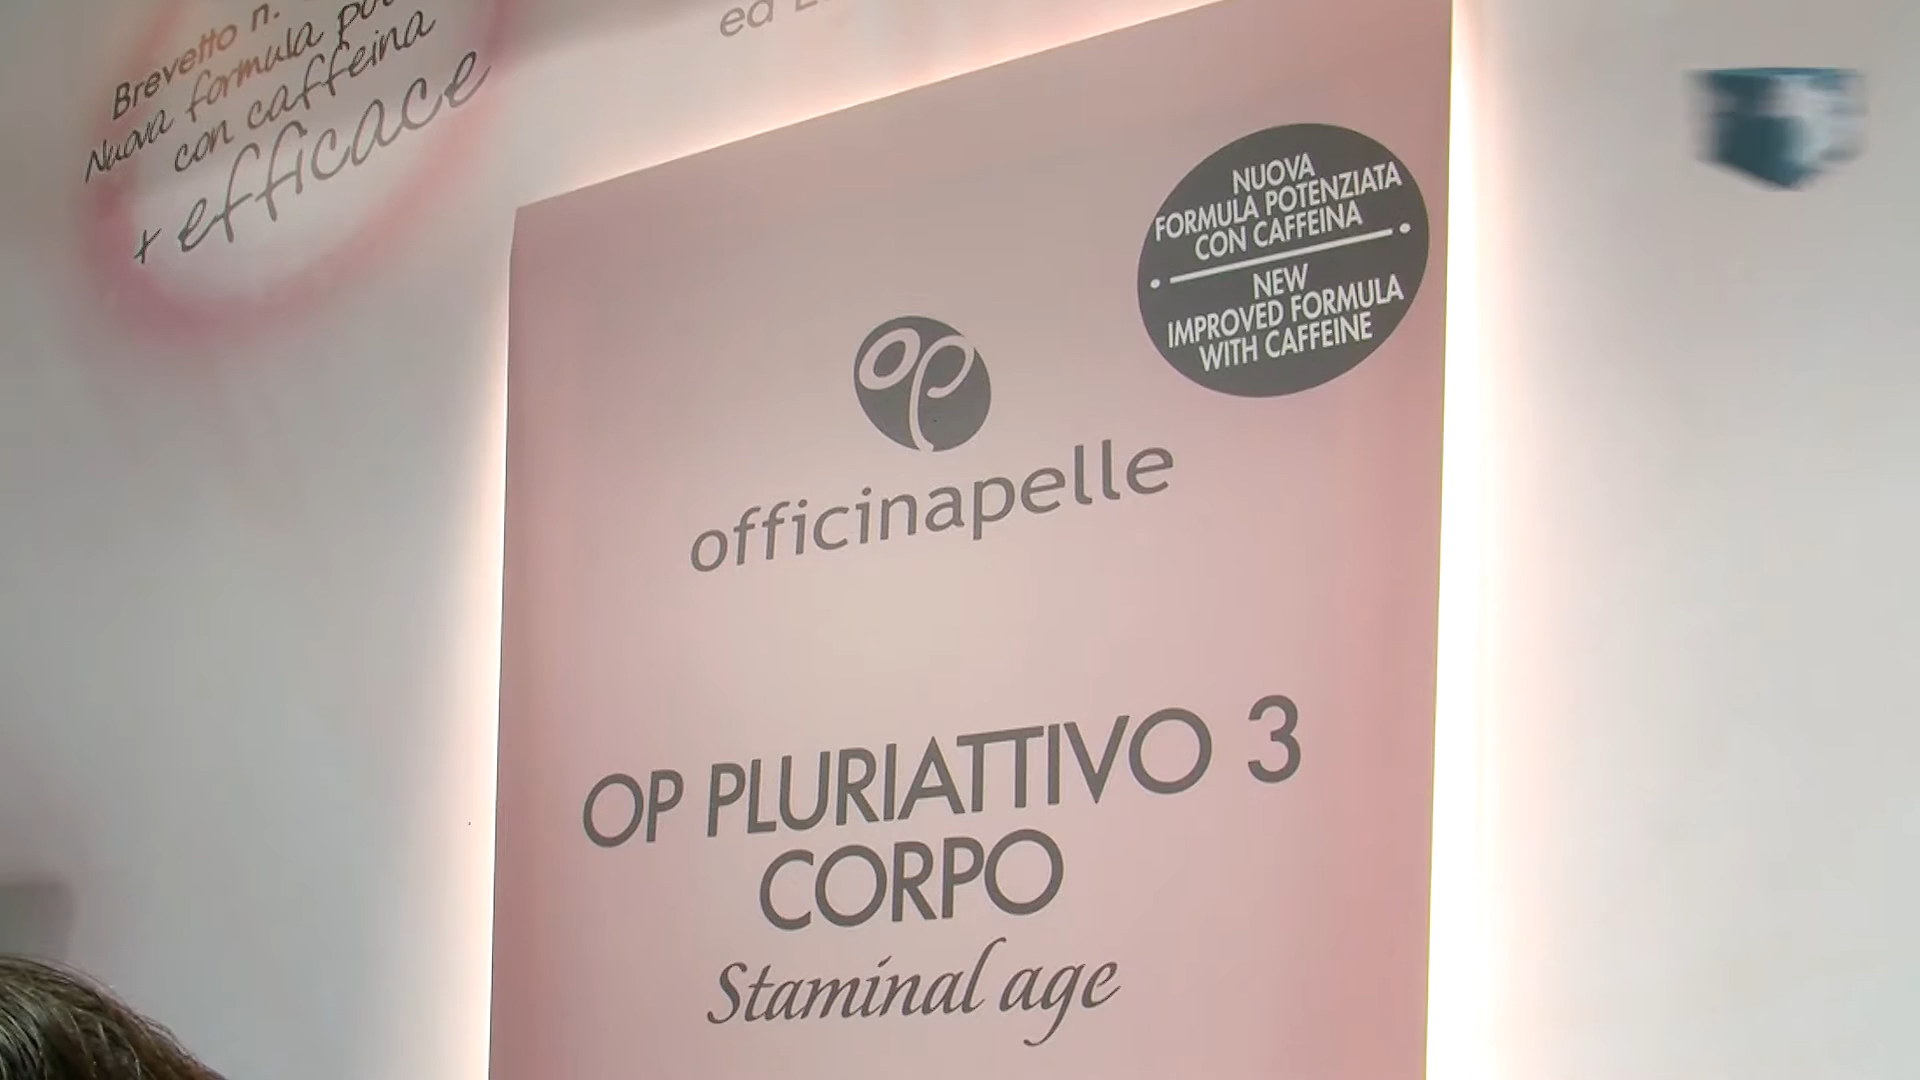 Brevetto n.
Nuova formula
con caffeina
+ efficace
ed
NUOVA
FORMULA POTENZIATA
CON CAFFEINA
NEW
IMPROVED FORMULA
WITH CAFFEINE
op
officinapelle
OP PLURIATTIVO 3
CORPO
Staminal age